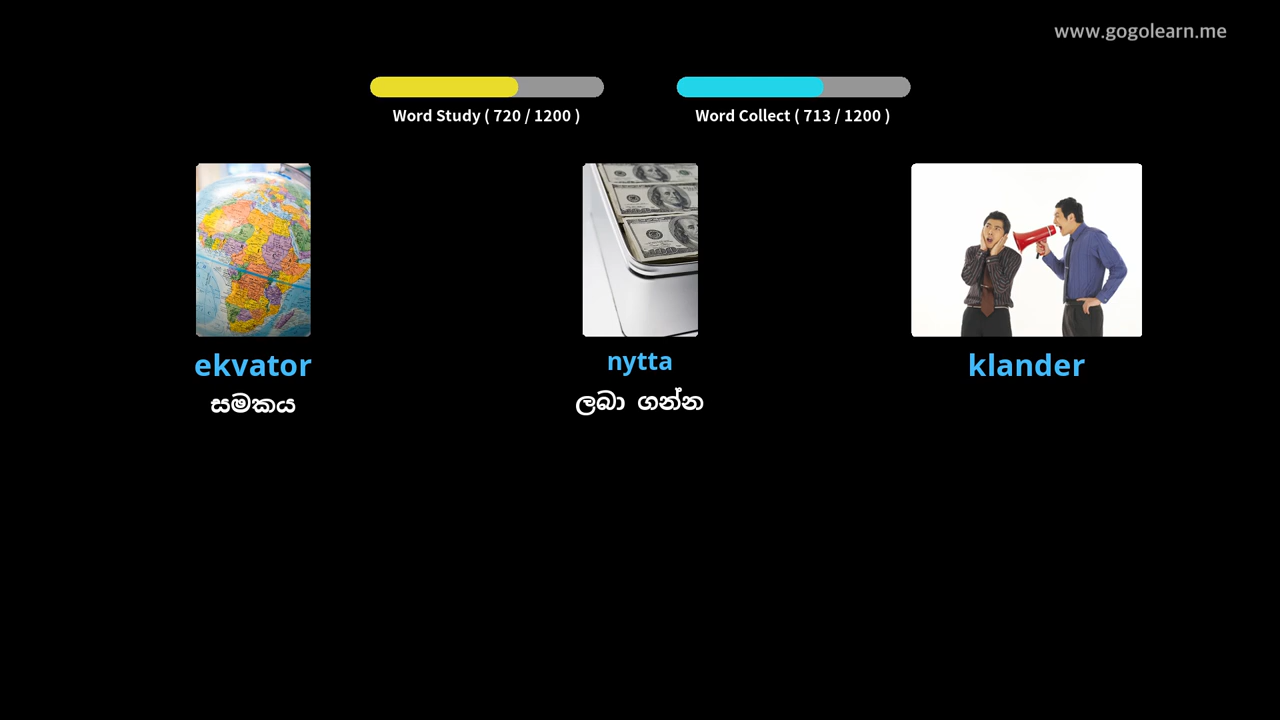 www.gogolearn.me
Word Study ( 720 / 1200 )
Word Collect ( 713 / 1200 )
ekvator
සමකය
nytta
ලබා ගන්න
klander